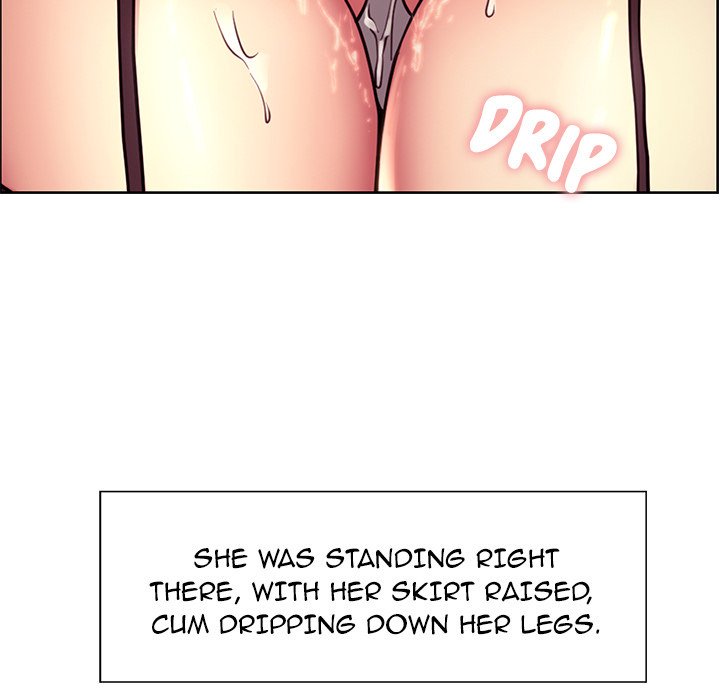 DRIP
SHE WAS STANDING RIGHT
THERE, WITH HER SKIRT RAISED,
CUM DRIPPING DOWN HER LEGS.